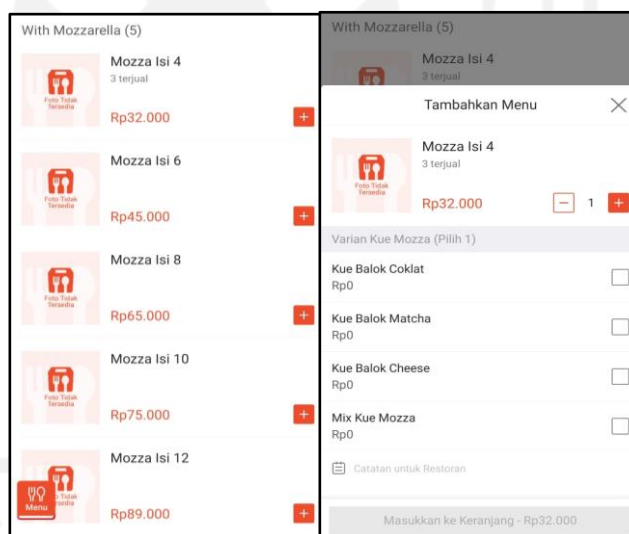 With Mozzarella (5)
Foto Tidak
Tersedia
Mozza Isi 4
3 terjual
Rp32.000
Foto Tidak
Tersedia
Mozza Isi 6
Rp45.000
Foto Tidak
Tersedia
Mozza Isi 8
Rp65.000
Foto Tidak
Tersedia
Mozza Isi 10
Rp75.000
Mozza Isi 12
Rp89.000
Menu
With Mozzarella (5)
Mozza Isi 4
3 terjual
Tambahkan Menu
Foto Tidak
Tersedia
Mozza Isi 4
3 terjual
Rp32.000
1
Varian Kue Mozza (Pilih 1)
Kue Balok Coklat
Rp0
Kue Balok Matcha
Rp0
Kue Balok Cheese
Rp0
Mix Kue Mozza
Rp0
Catatan untuk Restoran
Masukkan ke Keranjang - Rp32.000